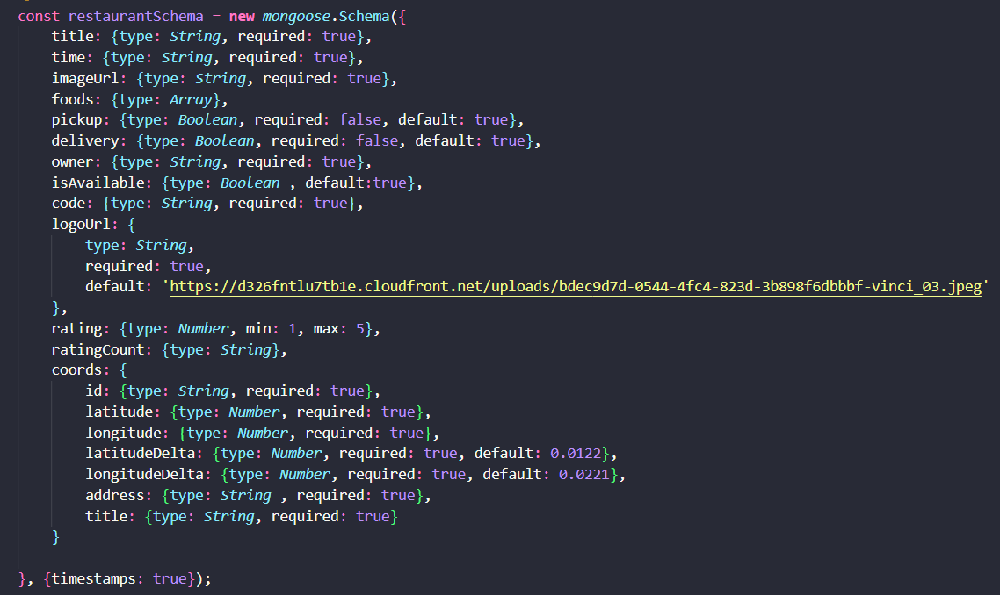 const restaurantSchema = new mongoose.Schema({
    title: {type: String, required: true},
    time: {type: String, required: true},
    imageUrl: {type: String, required: true},
    foods: {type: Array},
    pickup: {type: Boolean, required: false, default: true},
    delivery: {type: Boolean, required: false, default: true},
    owner: {type: String, required: true},
    isAvailable: {type: Boolean , default:true},
    code: {type: String, required: true},
    logoUrl: {
        type: String,
        required: true,
        default: 'https://d326fntlu7tb1e.cloudfront.net/uploads/bdec9d7d-0544-4fc4-823d-3b898f6dbbbf-vinci_03.jpeg'
    },
    rating: {type: Number, min: 1, max: 5},
    ratingCount: {type: String},
    coords: {
        id: {type: String, required: true},
        latitude: {type: Number, required: true},
        longitude: {type: Number, required: true},
        latitudeDelta: {type: Number, required: true, default: 0.0122},
        longitudeDelta: {type: Number, required: true, default: 0.0221},
        address: {type: String , required: true},
        title: {type: String, required: true}
    }
}, {timestamps: true});